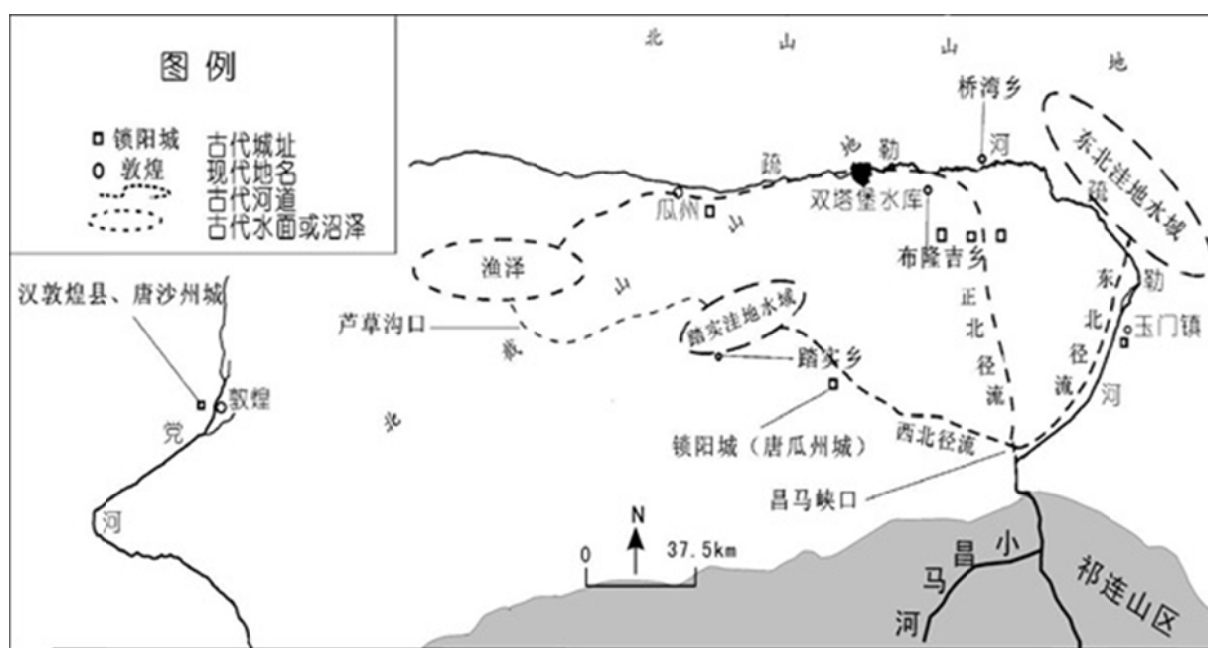 图例
锁阳城 古代城址
敦煌 现代地名
古代河道
古代水面或沼泽
北山山地
桥湾乡
东北洼地水域
疏勒河
地
瓜州
山
双塔堡水库
布隆吉乡
渔泽
山
汉敦煌县、唐沙州城
芦草沟口
截
踏实洼地水域
踏实乡
正北径流
东北径流
疏勒河
玉门镇
敦煌
党河
北
锁阳城（唐瓜州城）
西北径流
昌马峡口
N
0 37.5km
小昌马河
祁连山区